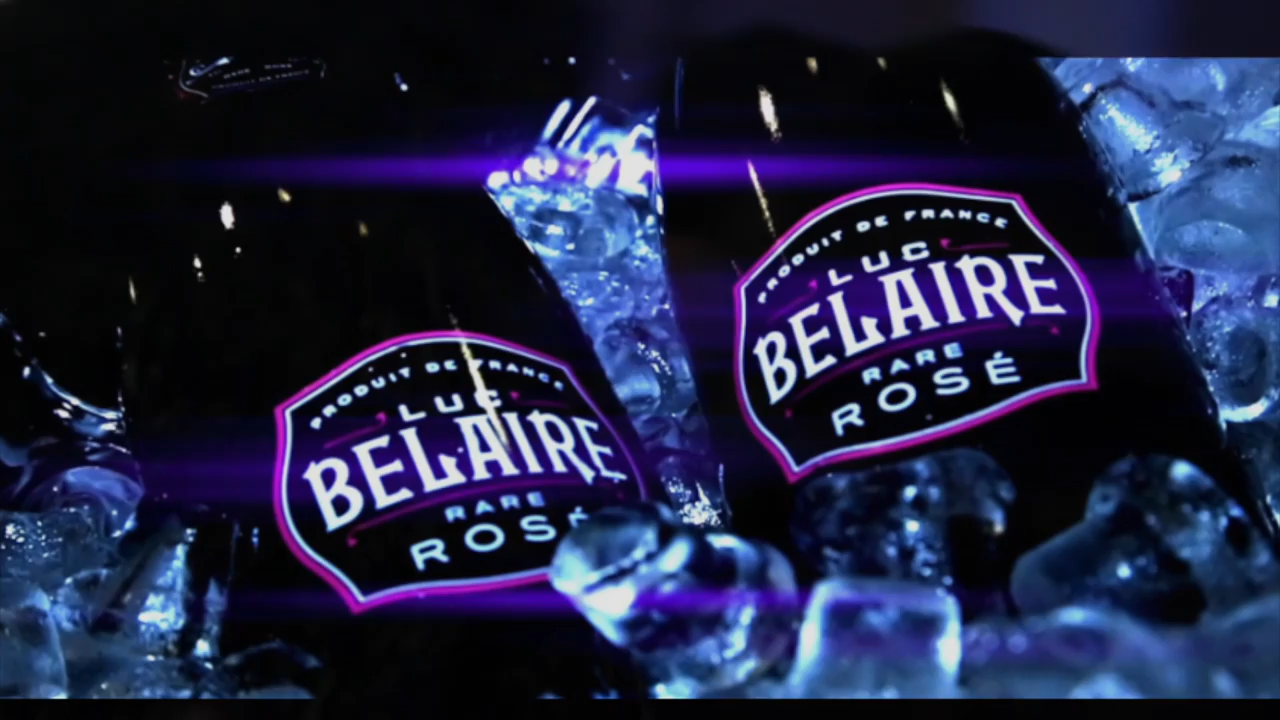 PRODUIT DE FRANCE
LUC
BELAIRE
RARE
ROSÉ
PRODUIT DE FRANCE
LUC
BELAIRE
RARE
ROSÉ